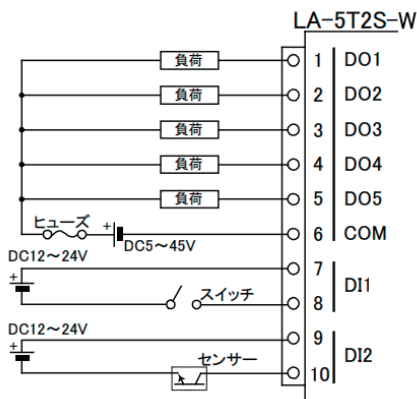 LA-5T2S-W
負荷 1 DO1
負荷 2 DO2
負荷 3 DO3
負荷 4 DO4
負荷 5 DO5
ヒューズ + DC5～45V 6 COM
DC12～24V
+ 7
DI1
スイッチ 8
DC12～24V
+ 9
DI2
センサー 10